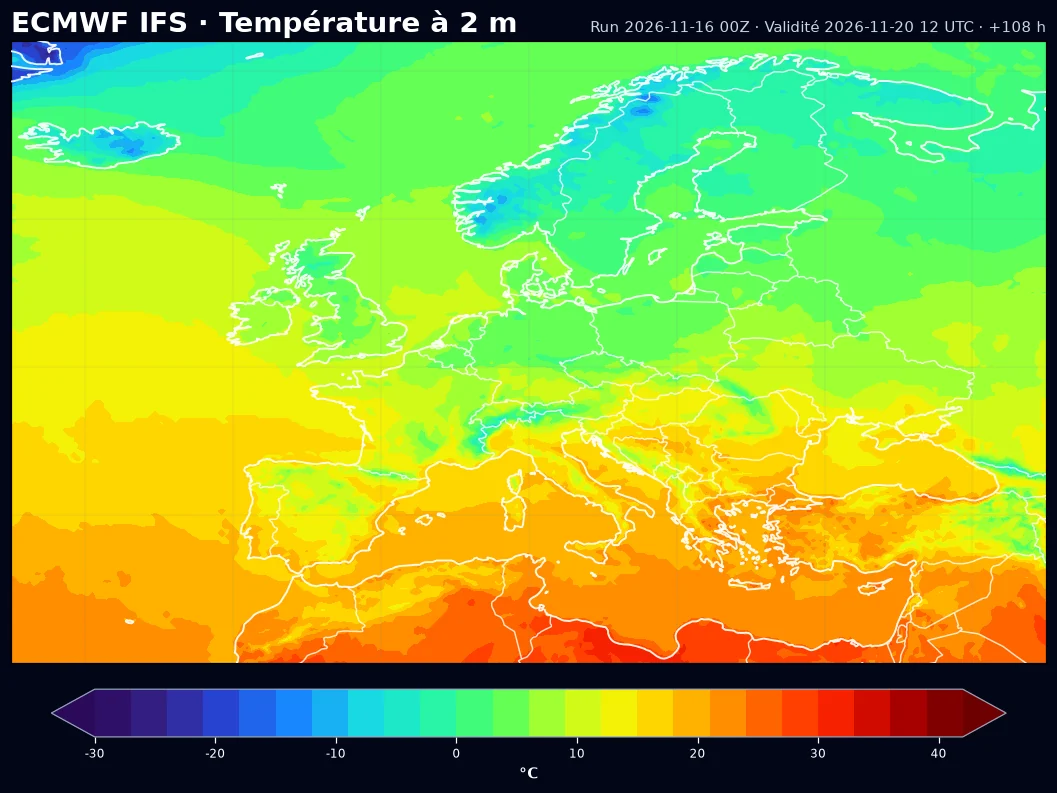 ECMWF IFS · Température à 2 m
Run 2026-11-16 00Z · Validité 2026-11-20 12 UTC · +108 h
-30 -20 -10 0 10 20 30 40
°C